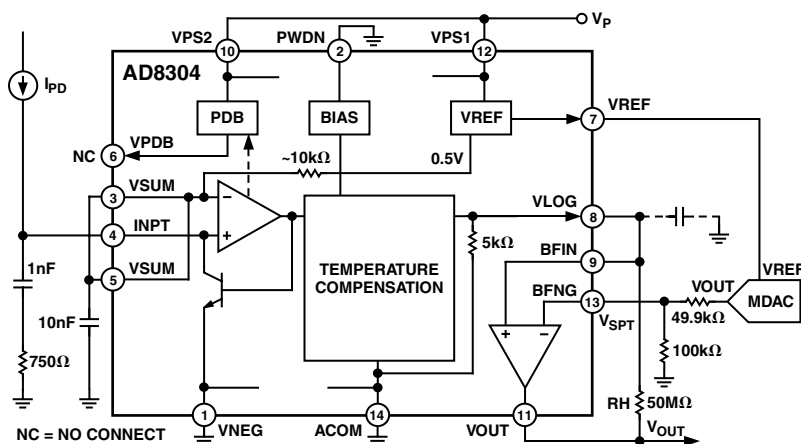 VPS2
PWDN
VPS1
V_P
10
2
12
AD8304
I_PD
PDB
BIAS
VREF
7
VREF
VPDB
NC
6
~10kΩ
0.5V
3
VSUM
−
VLOG
8
4
INPT
+
5kΩ
BFIN
9
5
VSUM
1nF
TEMPERATURE
COMPENSATION
BFNG
13
VOUT
VREF
MDAC
V_SPT
49.9kΩ
10nF
+
−
100kΩ
750Ω
RH
50MΩ
1
VNEG
ACOM
14
VOUT
11
V_OUT
NC = NO CONNECT